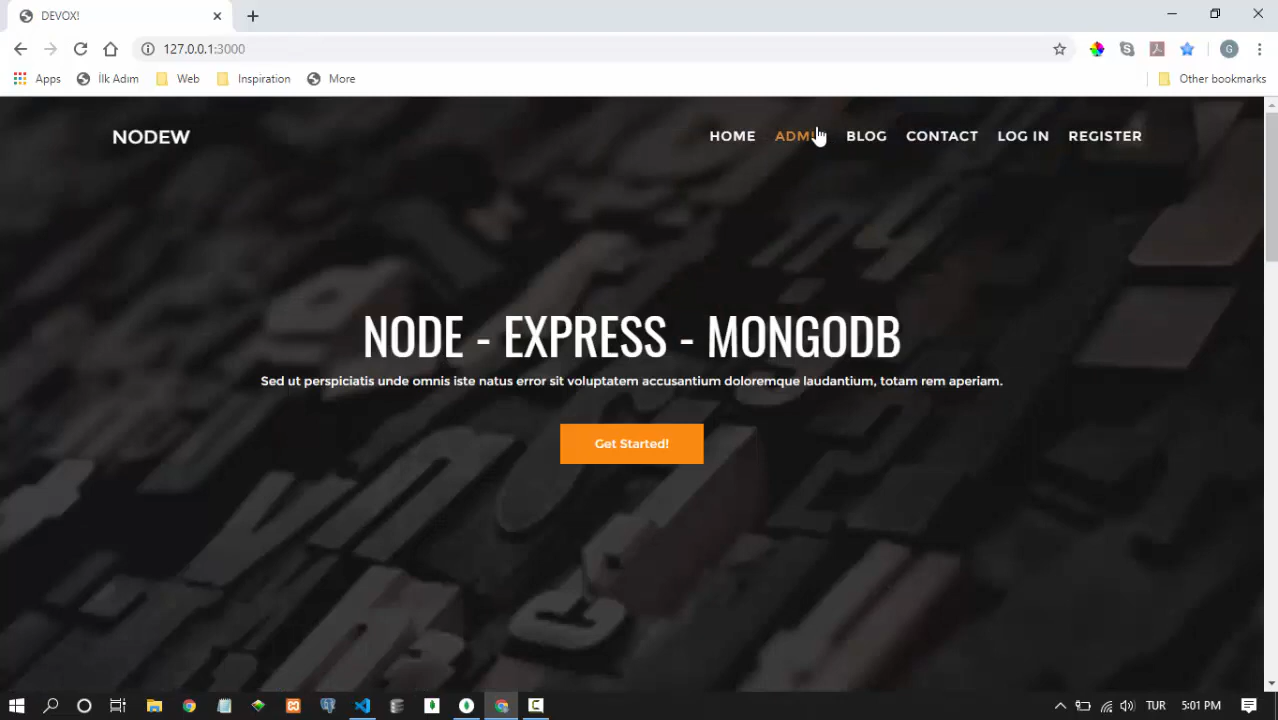 DEVOX!
127.0.0.1:3000
G
Apps İlk Adım Web Inspiration More Other bookmarks
NODEW HOME BLOG CONTACT LOG IN REGISTER
NODE - EXPRESS - MONGODB
Sed ut perspiciatis unde omnis iste natus error sit voluptatem accusantium doloremque laudantium, totam rem aperiam.
Get Started!
TUR 5:01 PM